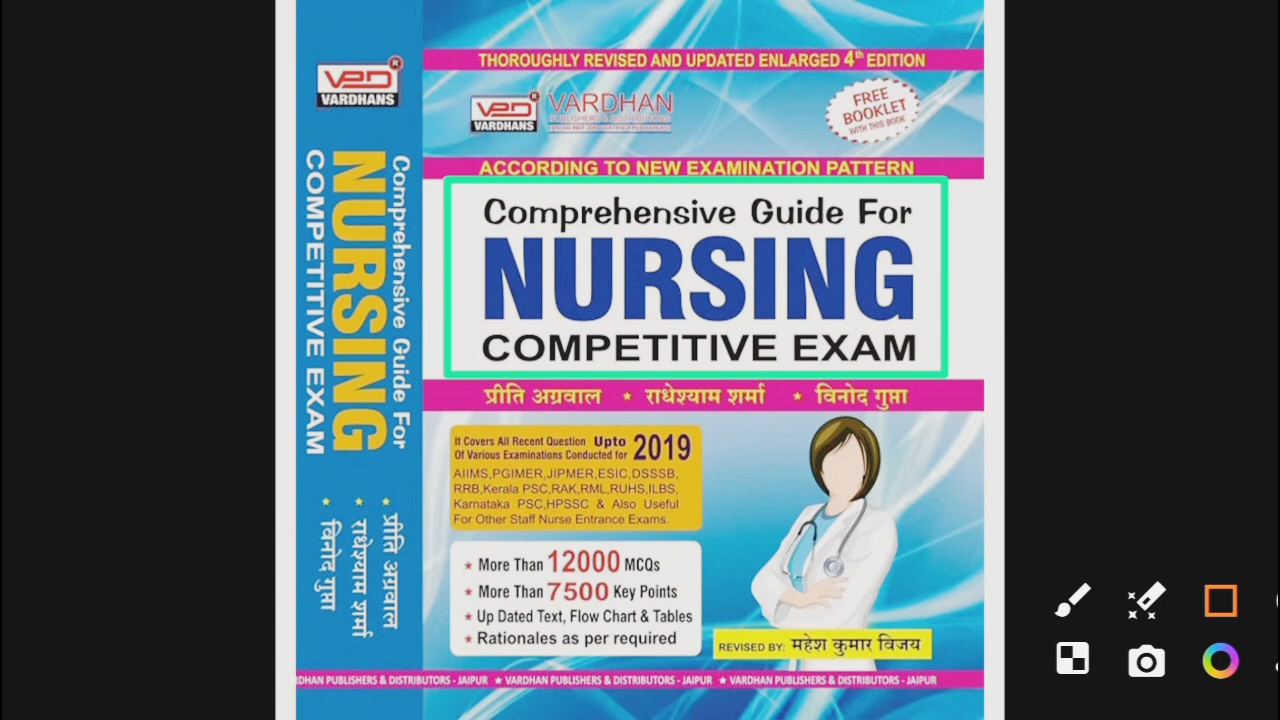 VPD
VARDHANS
Comprehensive Guide For
NURSING
COMPETITIVE EXAM
प्रीति अग्रवाल
राधेश्याम शर्मा
विनोद गुप्ता
THOROUGHLY REVISED AND UPDATED ENLARGED 4th EDITION
VPD
VARDHANS
VARDHAN
PUBLISHERS & DISTRIBUTORS
FREE
BOOKLET
WITH THIS BOOK
ACCORDING TO NEW EXAMINATION PATTERN
Comprehensive Guide For
NURSING
COMPETITIVE EXAM
प्रीति अग्रवाल ★ राधेश्याम शर्मा ★ विनोद गुप्ता
It Covers All Recent Question Upto 2019
Of Various Examinations Conducted for
AIIMS,PGIMER,JIPMER,ESIC,DSSSB,
RRB,Kerala PSC,RAK,RML,RUHS,ILBS,
Karnataka PSC,HPSSC & Also Useful
For Other Staff Nurse Entrance Exams.
★ More Than 12000 MCQs
★ More Than 7500 Key Points
★ Up Dated Text, Flow Chart & Tables
★ Rationales as per required
REVISED BY: महेश कुमार विजय
RDHAN PUBLISHERS & DISTRIBUTORS - JAIPUR ★ VARDHAN PUBLISHERS & DISTRIBUTORS - JAIPUR ★ VARDHAN PUBLISHERS & DISTRIBUTORS - JAIPUR